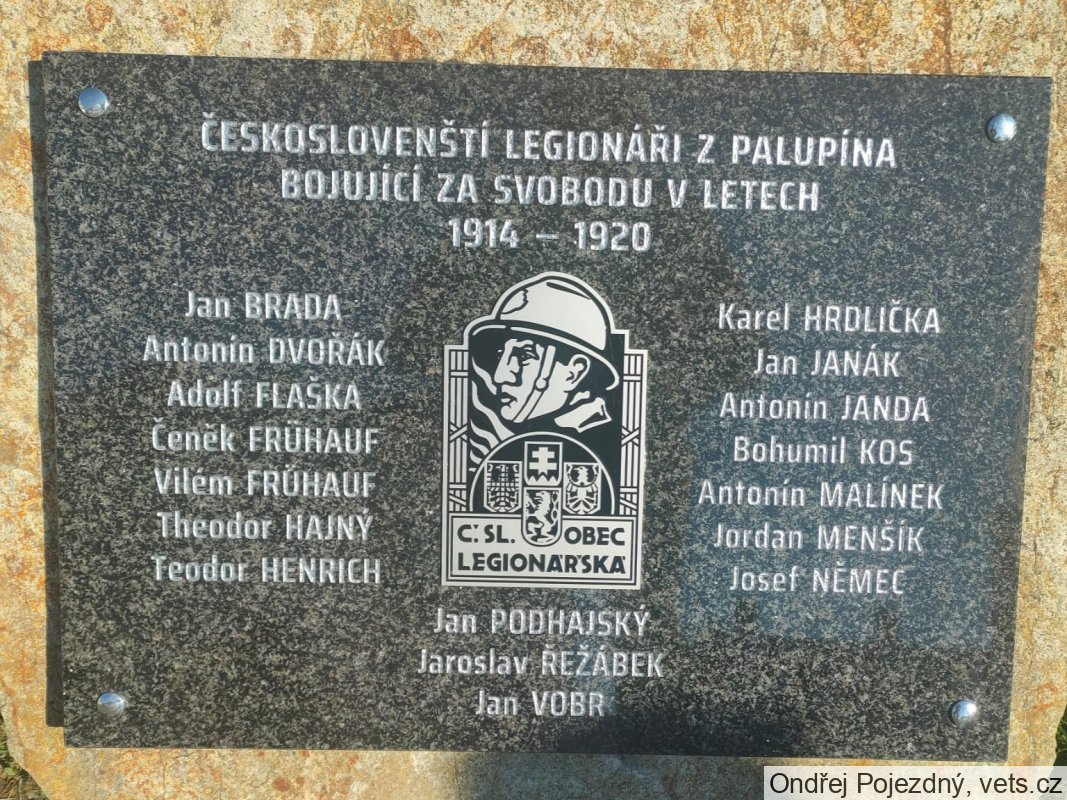 ČESKOSLOVENŠTÍ LEGIONÁŘI Z PALUPÍNA
BOJUJÍCÍ ZA SVOBODU V LETECH
1914 – 1920
Jan BRADA
Antonín DVOŘÁK
Adolf FLAŠKA
Čeněk FRÜHAUF
Vilém FRÜHAUF
Theodor HAJNÝ
Teodor HENRICH
Č. SL. OBEC
LEGIONÁŘSKÁ
Karel HRDLIČKA
Jan JANÁK
Antonín JANDA
Bohumil KOS
Antonín MALÍNEK
Jordan MENŠÍK
Josef NĚMEC
Jan PODHAJSKÝ
Jaroslav ŘEŽÁBEK
Jan VOBR
Ondřej Pojezdný, vets.cz